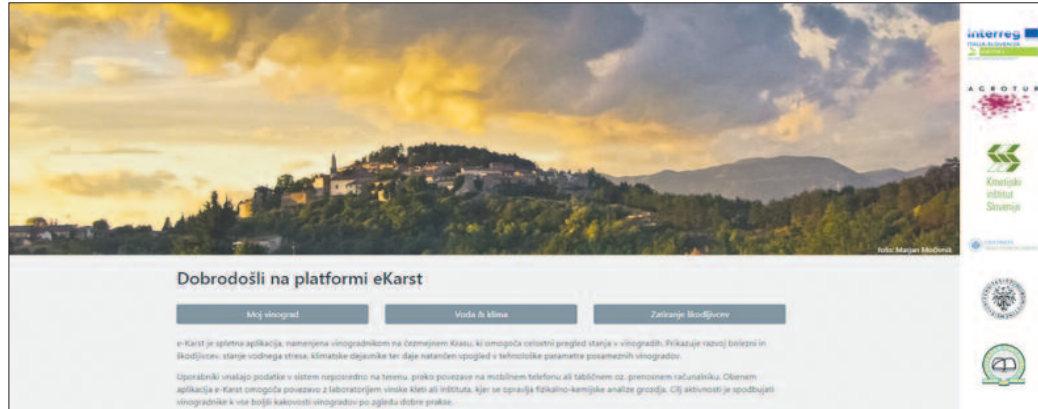 interreg
ITALIA-SLOVENIJA
AGROTUR
Kmetijski
inštitut
Slovenije
foto: Marjan Močivnik
Dobrodošli na platformi eKarst
Moj vinograd
Voda & klima
Zatiranje škodljivcev
e-Karst je spletna aplikacija, namenjena vinogradnikom na čezmejnem Krasu, ki omogoča celostni pregled stanja v vinogradih. Prikazuje razvoj bolezni in
škodljivcev, stanje vodnega stresa, klimatske dejavnike ter daje natančen vpogled v tehnološke parametre posameznih vinogradov.
Uporabniki vnašajo podatke v sistem neposredno na terenu, preko povezave na mobilnem telefonu ali tabličnem oz. prenosnem računalniku. Obenem
aplikacija e-Karst omogoča povezavo z laboratorijem vinske kleti ali inštituta, kjer se opravlja fizikalno-kemijske analize grozdja. Cilj aktivnosti je spodbujati
vinogradnike k vse boljši kakovosti vinogradov po zgledu dobre prakse.